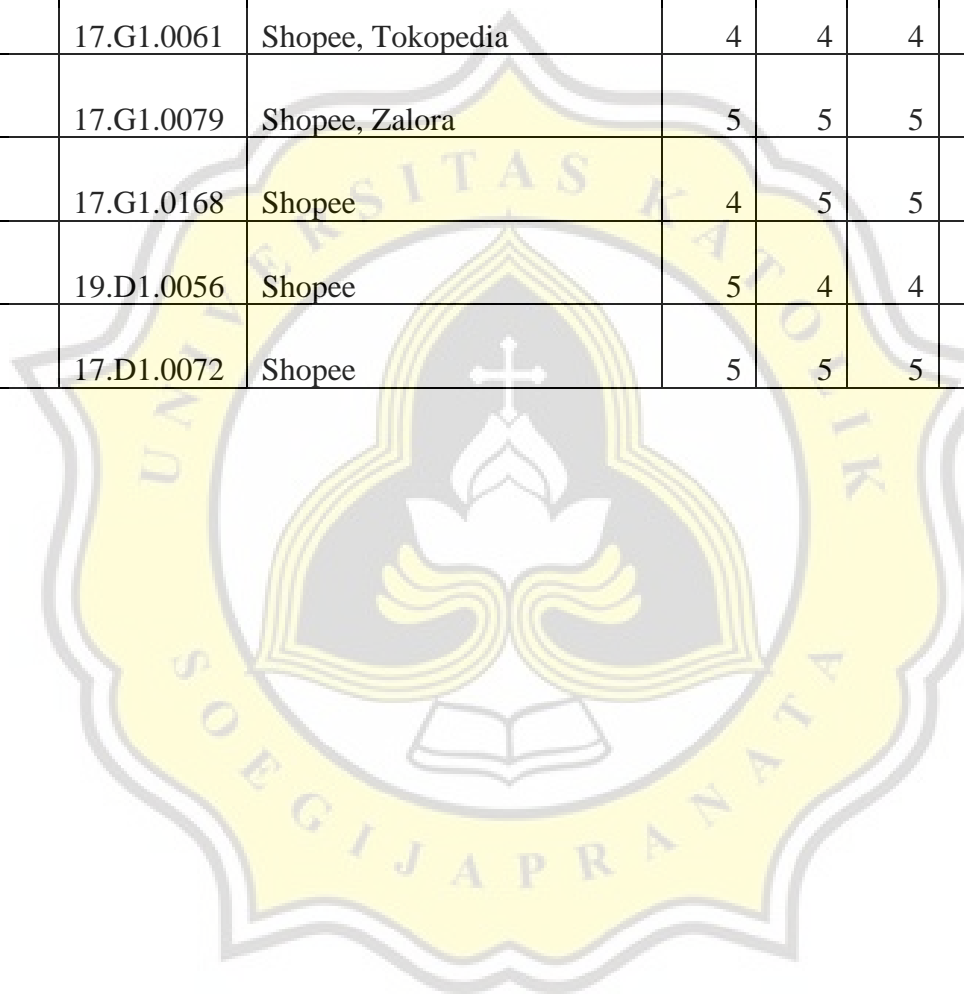 17.G1.0061 Shopee, Tokopedia 4 4 4
17.G1.0079 Shopee, Zalora 5 5 5
17.G1.0168 Shopee 4 5 5
19.D1.0056 Shopee 5 4 4
17.D1.0072 Shopee 5 5 5
UNIVERSITAS KATOLIK
SOEGIJAPRANATA